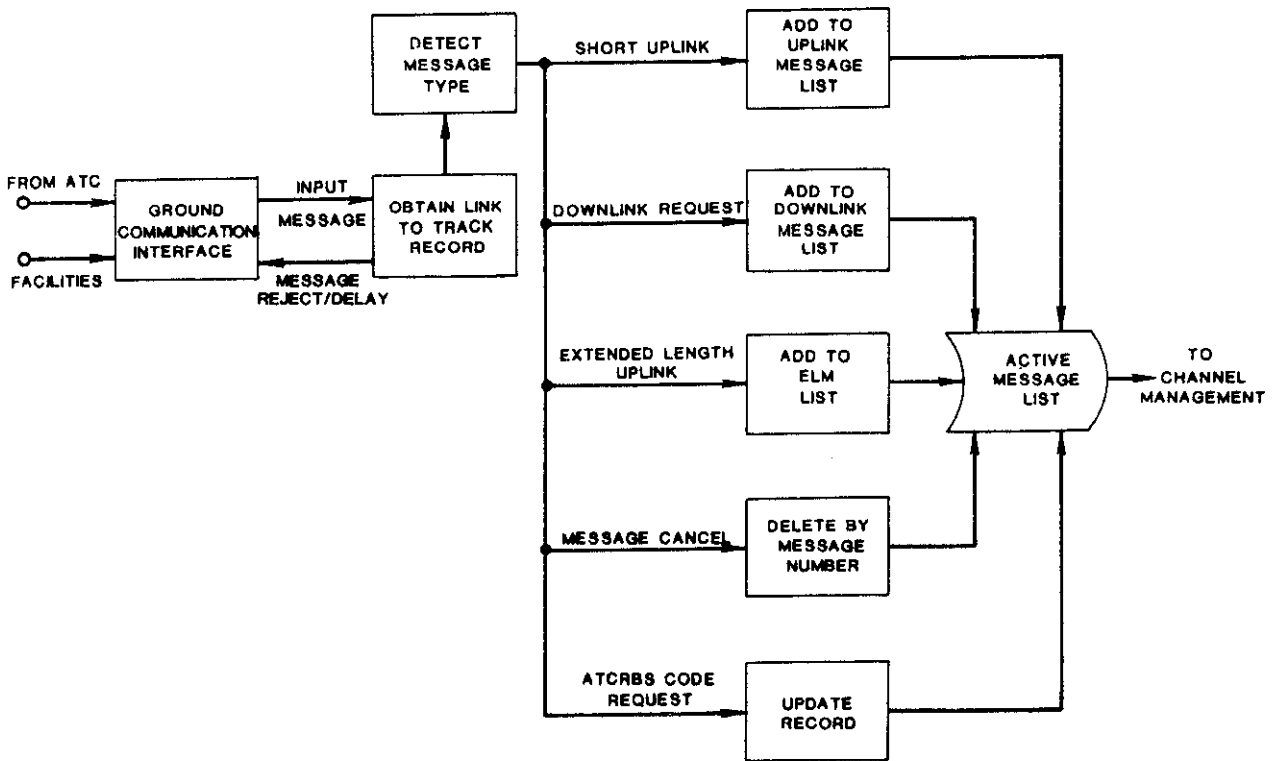 DETECT
MESSAGE
TYPE
SHORT UPLINK
ADD TO
UPLINK
MESSAGE
LIST
FROM ATC
FACILITIES
GROUND
COMMUNICATION
INTERFACE
INPUT
MESSAGE
MESSAGE
REJECT/DELAY
OBTAIN LINK
TO TRACK
RECORD
DOWNLINK REQUEST
ADD TO
DOWNLINK
MESSAGE
LIST
EXTENDED LENGTH
UPLINK
ADD TO
ELM
LIST
ACTIVE
MESSAGE
LIST
TO
CHANNEL
MANAGEMENT
MESSAGE CANCEL
DELETE BY
MESSAGE
NUMBER
ATCRBS CODE
REQUEST
UPDATE
RECORD